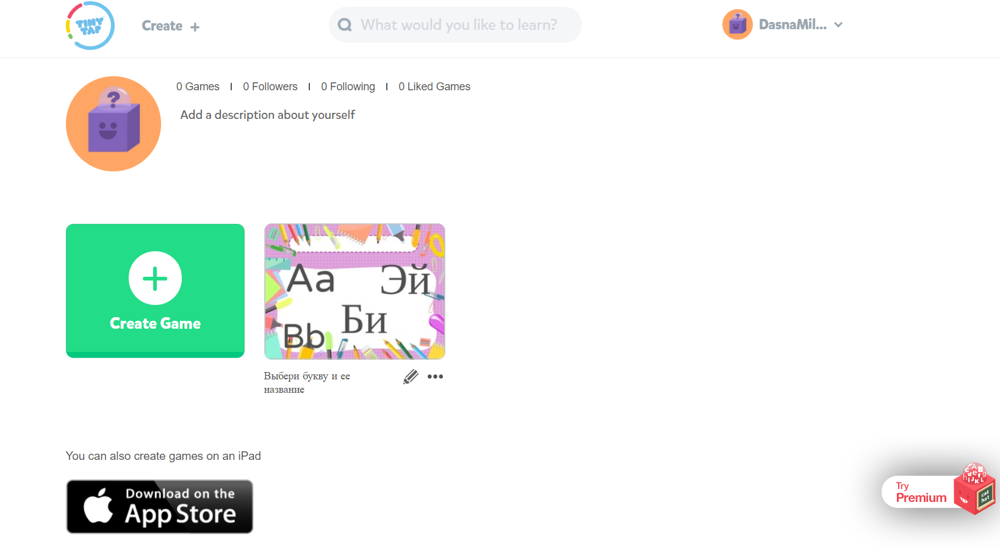 TINY
TAP
Create +
What would you like to learn?
DasnaMil...
?
0 Games | 0 Followers | 0 Following | 0 Liked Games
Add a description about yourself
Create Game
Aa
Эй
Би
Bb
Выбери букву и ее
название
You can also create games on an iPad
Download on the
App Store
Try
Premium
cat
hat